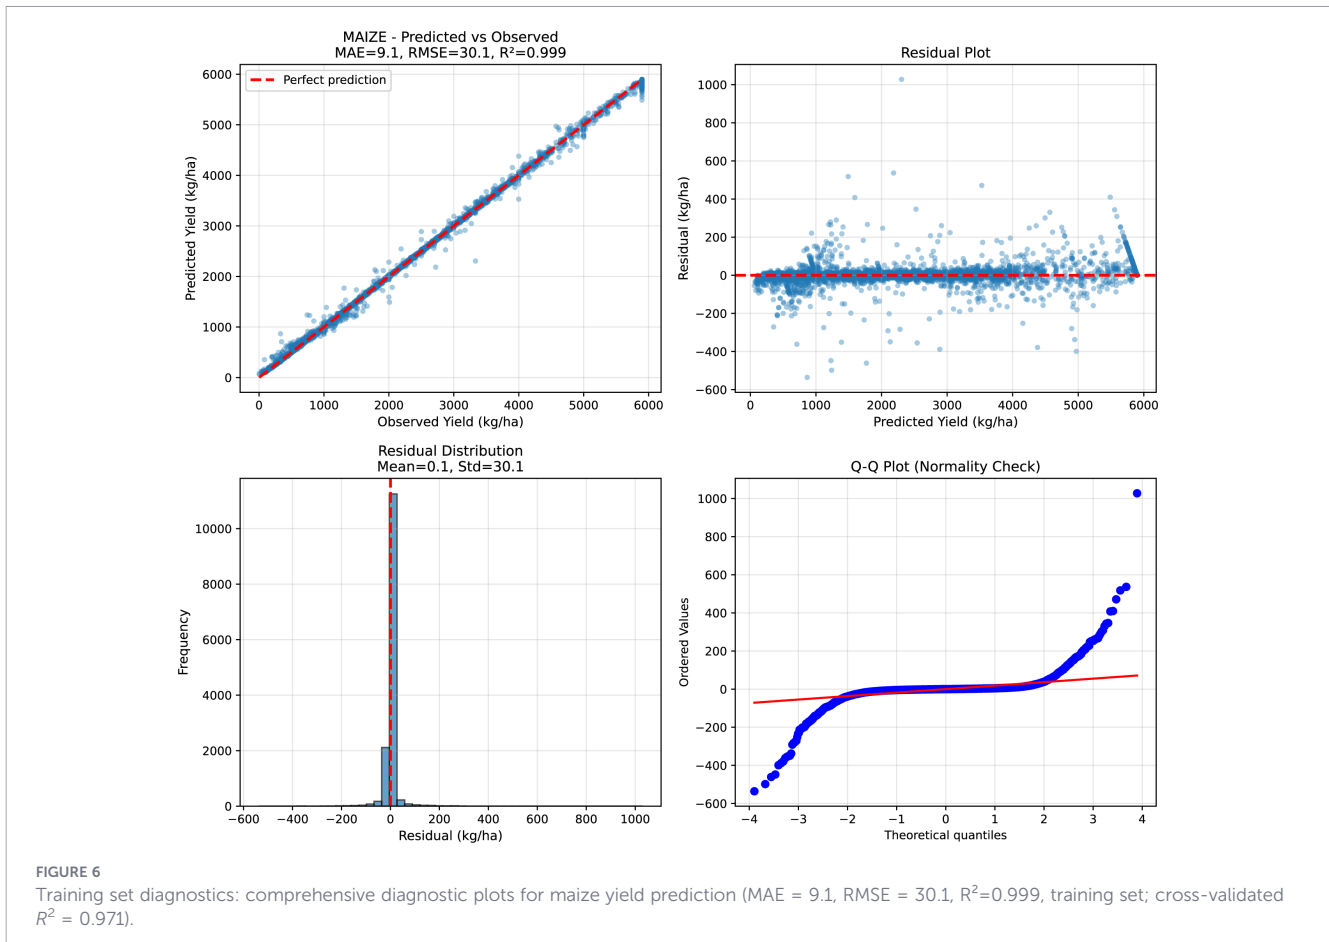 MAIZE - Predicted vs Observed
MAE=9.1, RMSE=30.1, R²=0.999
Perfect prediction
6000
5000
4000
3000
2000
1000
0
Predicted Yield (kg/ha)
0 1000 2000 3000 4000 5000 6000
Observed Yield (kg/ha)
Residual Plot
1000
800
600
400
200
0
−200
−400
−600
Residual (kg/ha)
0 1000 2000 3000 4000 5000 6000
Predicted Yield (kg/ha)
Residual Distribution
Mean=0.1, Std=30.1
10000
8000
6000
4000
2000
0
Frequency
−600 −400 −200 0 200 400 600 800 1000
Residual (kg/ha)
Q-Q Plot (Normality Check)
1000
800
600
400
200
0
−200
−400
−600
Ordered Values
−4 −3 −2 −1 0 1 2 3 4
Theoretical quantiles
FIGURE 6
Training set diagnostics: comprehensive diagnostic plots for maize yield prediction (MAE = 9.1, RMSE = 30.1, R²=0.999, training set; cross-validated
R² = 0.971).